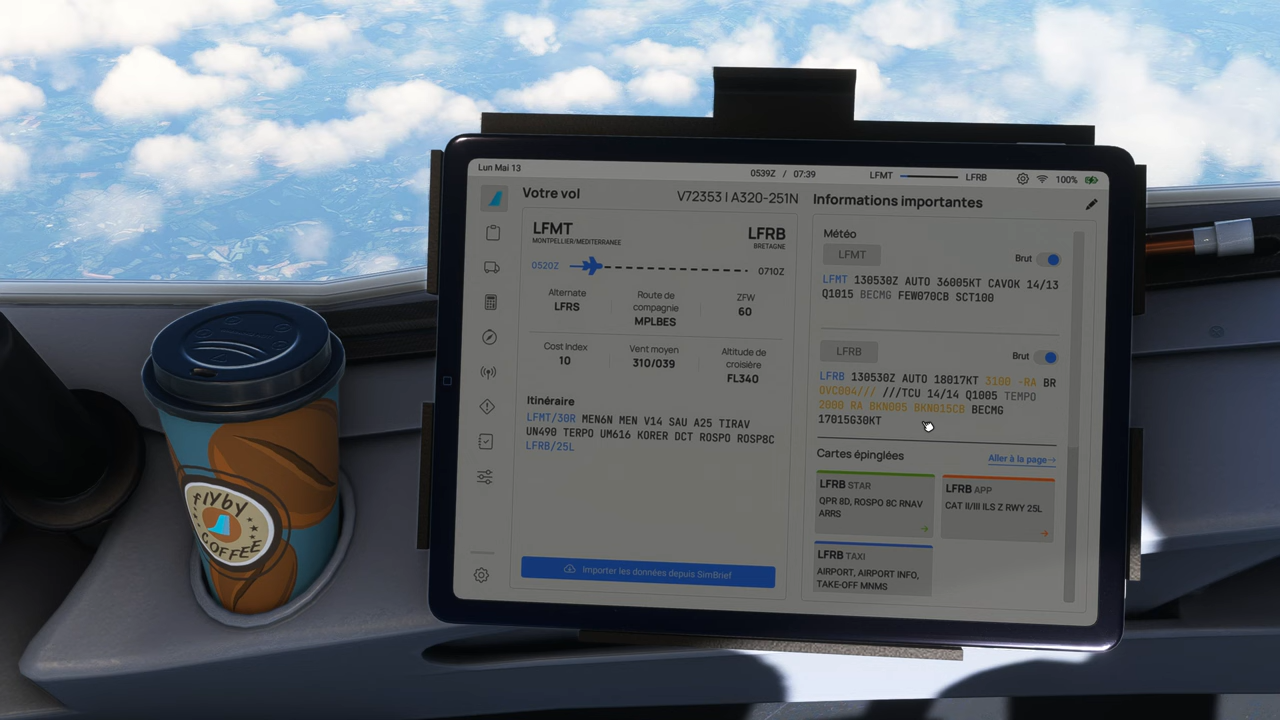 Lun Mai 13
0539Z / 07:39
LFMT
LFRB
100%
Votre vol
V72353 | A320-251N
LFMT
MONTPELLIER/MEDITERRANEE
LFRB
BRETAGNE
0520Z
0710Z
Alternate
LFRS
Route de
compagnie
MPLBES
ZFW
60
Cost Index
10
Vent moyen
310/039
Altitude de
croisière
FL340
Itinéraire
LFMT/30R MEN6N MEN V14 SAU A25 TIRAV
UN490 TERPO UM616 KORER DCT ROSPO ROSP8C
LFRB/25L
Importer les données depuis SimBrief
Informations importantes
Météo
LFMT
Brut
LFMT 130530Z AUTO 36005KT CAVOK 14/13
Q1015 BECMG FEW070CB SCT100
LFRB
Brut
LFRB 130530Z AUTO 18017KT 3100 -RA BR
OVC004/// ///TCU 14/14 Q1005 TEMPO
2000 RA BKN005 BKN015CB BECMG
17015G30KT
Cartes épinglées
Aller à la page→
LFRB STAR
QPR 8D, ROSPO 8C RNAV
ARRS
LFRB APP
CAT II/III ILS Z RWY 25L
LFRB TAXI
AIRPORT, AIRPORT INFO,
TAKE-OFF MNMS
flyby
COFFEE